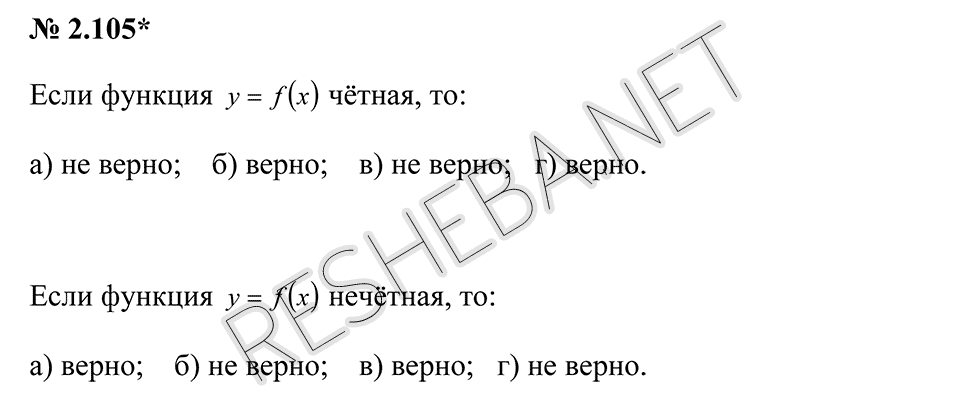 № 2.105*
Если функция y = f(x) чётная, то:
а) не верно; б) верно; в) не верно; г) верно.
Если функция y = f(x) нечётная, то:
а) верно; б) не верно; в) верно; г) не верно.
RESHEBA.NET